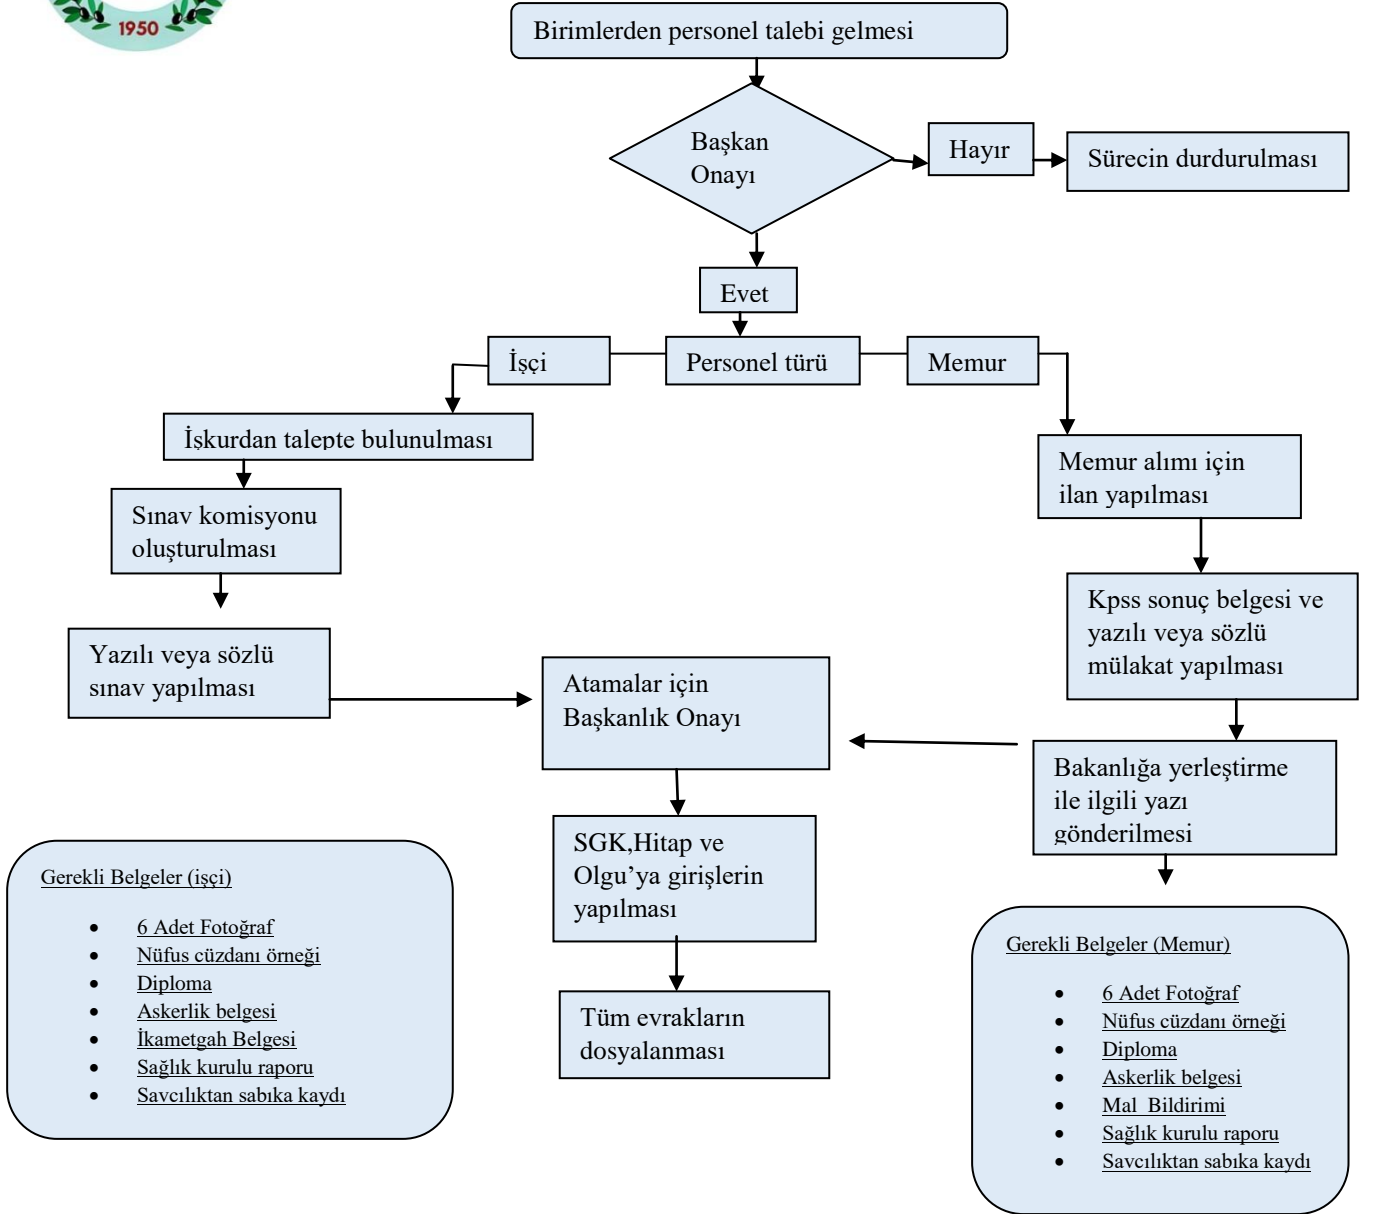 1950
Birimlerden personel talebi gelmesi
Başkan
Onayı
Hayır
Sürecin durdurulması
Evet
İşçi
Personel türü
Memur
İşkurdan talepte bulunulması
Memur alımı için
ilan yapılması
Sınav komisyonu
oluşturulması
Kpss sonuç belgesi ve
yazılı veya sözlü
mülakat yapılması
Yazılı veya sözlü
sınav yapılması
Atamalar için
Başkanlık Onayı
Bakanlığa yerleştirme
ile ilgili yazı
gönderilmesi
SGK,Hitap ve
Olgu’ya girişlerin
yapılması
Tüm evrakların
dosyalanması
Gerekli Belgeler (işçi)
• 6 Adet Fotoğraf
• Nüfus cüzdanı örneği
• Diploma
• Askerlik belgesi
• İkametgah Belgesi
• Sağlık kurulu raporu
• Savcılıktan sabıka kaydı
Gerekli Belgeler (Memur)
• 6 Adet Fotoğraf
• Nüfus cüzdanı örneği
• Diploma
• Askerlik belgesi
• Mal  Bildirimi
• Sağlık kurulu raporu
• Savcılıktan sabıka kaydı